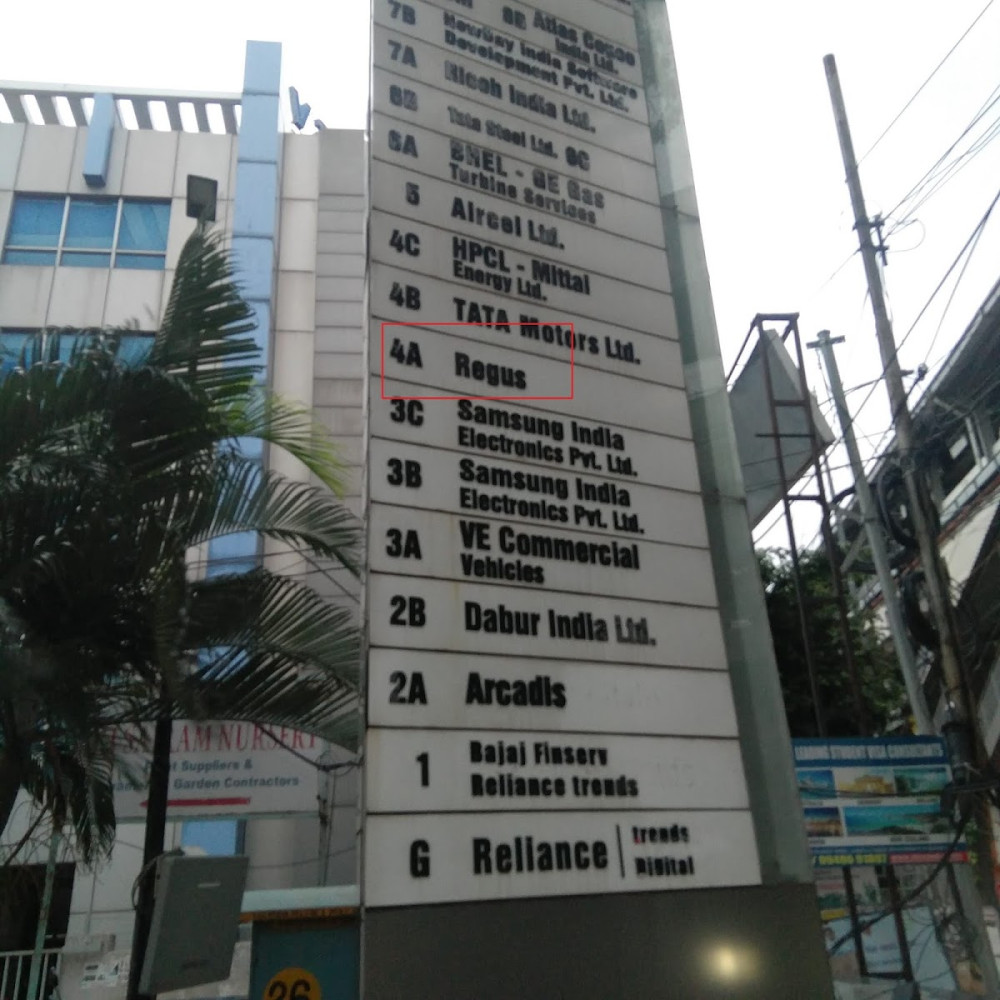 7B 8B Atlas Copco
India Ltd.
Newbay India Software
Development Pvt. Ltd.
7A Ricoh India Ltd.
6B Tata Steel Ltd. 6C
6A BHEL - GE Gas
Turbine Services
5 Aircel Ltd.
4C HPCL - Mittal
Energy Ltd.
4B TATA Motors Ltd.
4A Regus
3C Samsung India
Electronics Pvt. Ltd.
3B Samsung India
Electronics Pvt. Ltd.
3A VE Commercial
Vehicles
2B Dabur India Ltd.
2A Arcadis
1 Bajaj Finserv
Reliance trends
G Reliance trends
Digital
NURSERY
Suppliers &
Garden Contractors
26